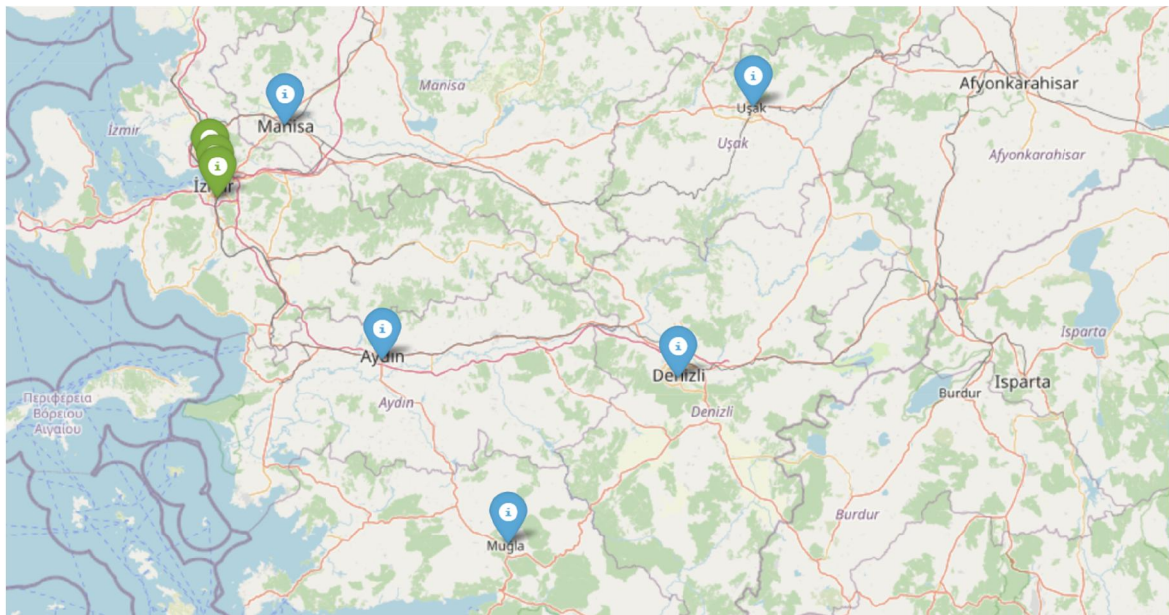 Afyonkarahisar
Manisa
Uşak
Manisa
İzmir
Uşak
Afyonkarahisar
İzmir
Isparta
Aydın
Denizli
Isparta
Περιφέρεια
Βορείου
Αιγαίου
Aydın
Denizli
Burdur
Burdur
Muğla